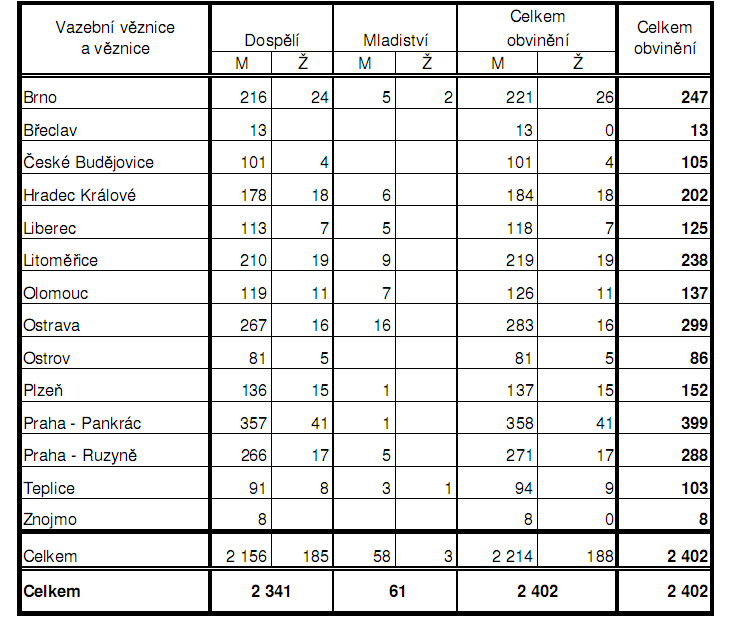 Vazební věznice a věznice Dospělí Mladiství Celkem obvinění Celkem obvinění
M Ž M Ž M Ž
Brno 216 24 5 2 221 26 247
Břeclav 13 13 0 13
České Budějovice 101 4 101 4 105
Hradec Králové 178 18 6 184 18 202
Liberec 113 7 5 118 7 125
Litoměřice 210 19 9 219 19 238
Olomouc 119 11 7 126 11 137
Ostrava 267 16 16 283 16 299
Ostrov 81 5 81 5 86
Plzeň 136 15 1 137 15 152
Praha - Pankrác 357 41 1 358 41 399
Praha - Ruzyně 266 17 5 271 17 288
Teplice 91 8 3 1 94 9 103
Znojmo 8 8 0 8
Celkem 2 156 185 58 3 2 214 188 2 402
Celkem 2 341 61 2 402 2 402